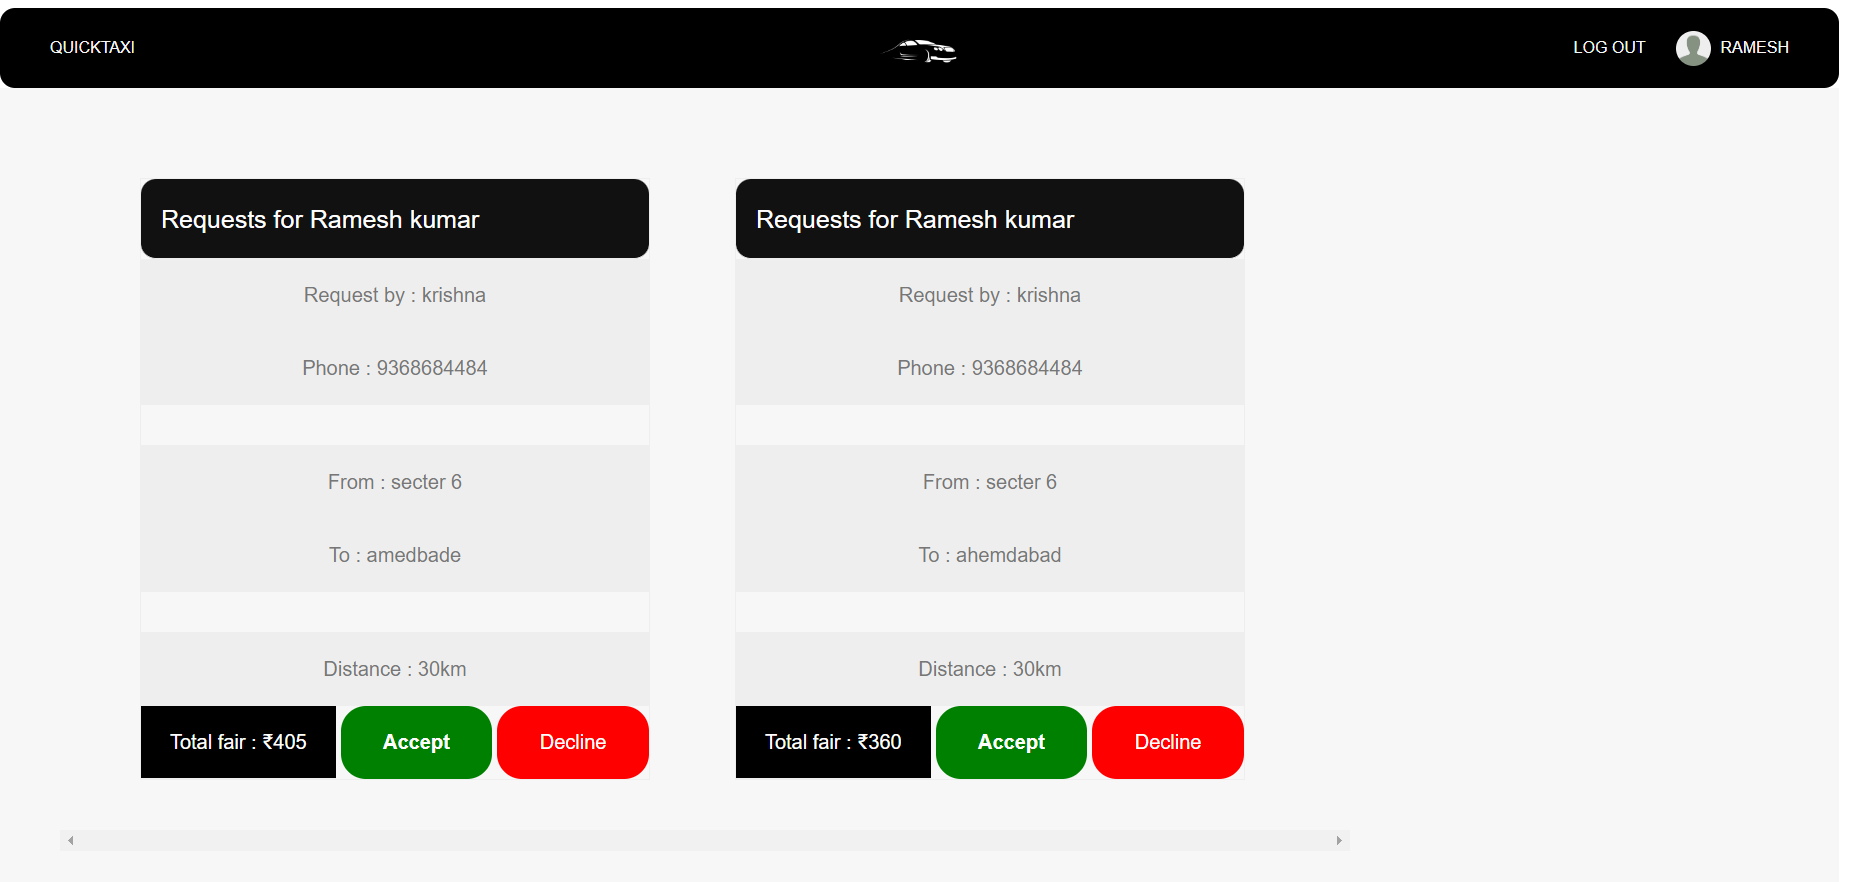 QUICKTAXI
LOG OUT
RAMESH
Requests for Ramesh kumar
Request by : krishna
Phone : 9368684484
From : secter 6
To : amedbade
Distance : 30km
Total fair : ₹405
Accept
Decline
Requests for Ramesh kumar
Request by : krishna
Phone : 9368684484
From : secter 6
To : ahemdabad
Distance : 30km
Total fair : ₹360
Accept
Decline